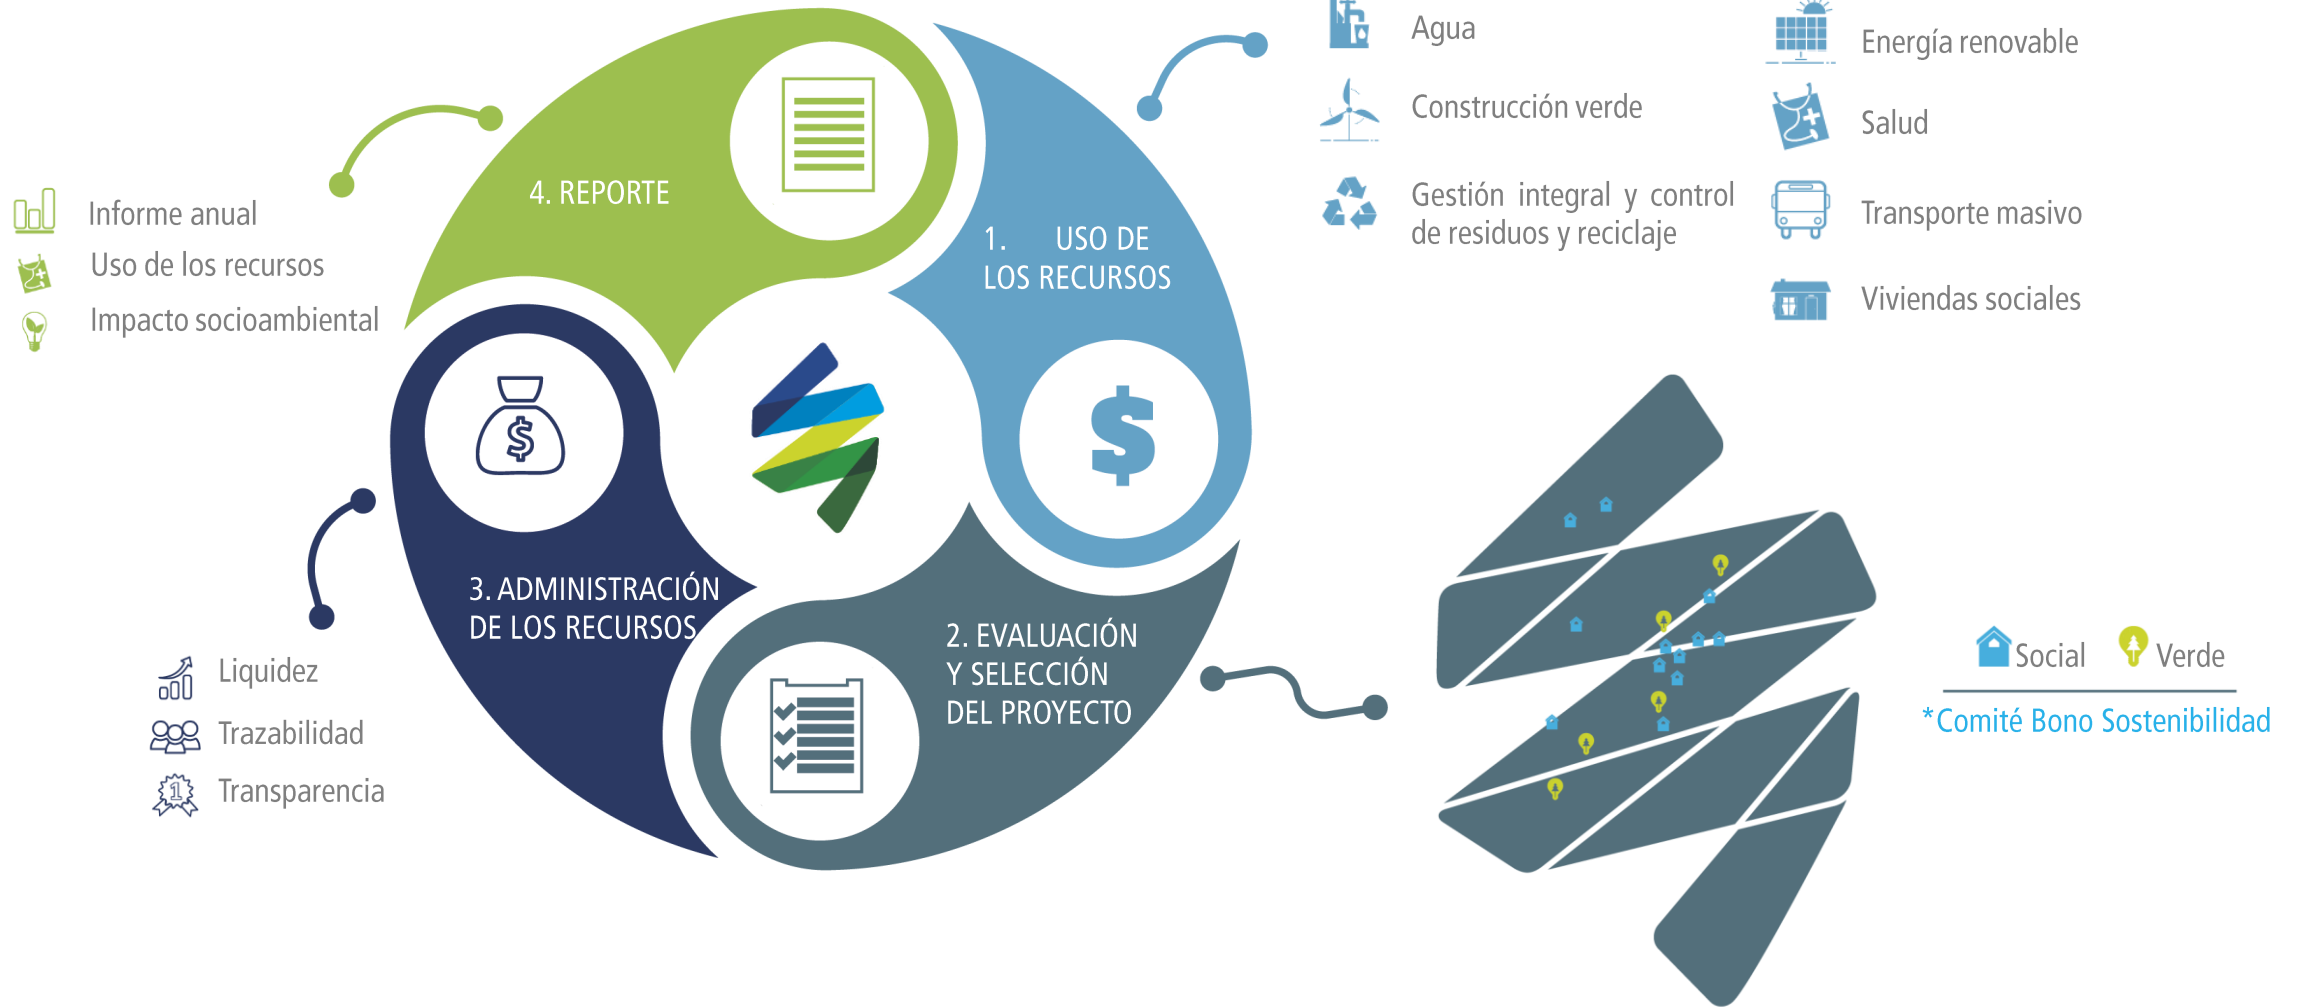 Agua
Construcción verde
Gestión integral y control
de residuos y reciclaje
Energía renovable
Salud
Transporte masivo
Viviendas sociales
4. REPORTE
Informe anual
Uso de los recursos
Impacto socioambiental
1. USO DE
LOS RECURSOS
$
$
3. ADMINISTRACIÓN
DE LOS RECURSOS
2. EVALUACIÓN
Y SELECCIÓN
DEL PROYECTO
Liquidez
Trazabilidad
1
Transparencia
Social
Verde
*Comité Bono Sostenibilidad